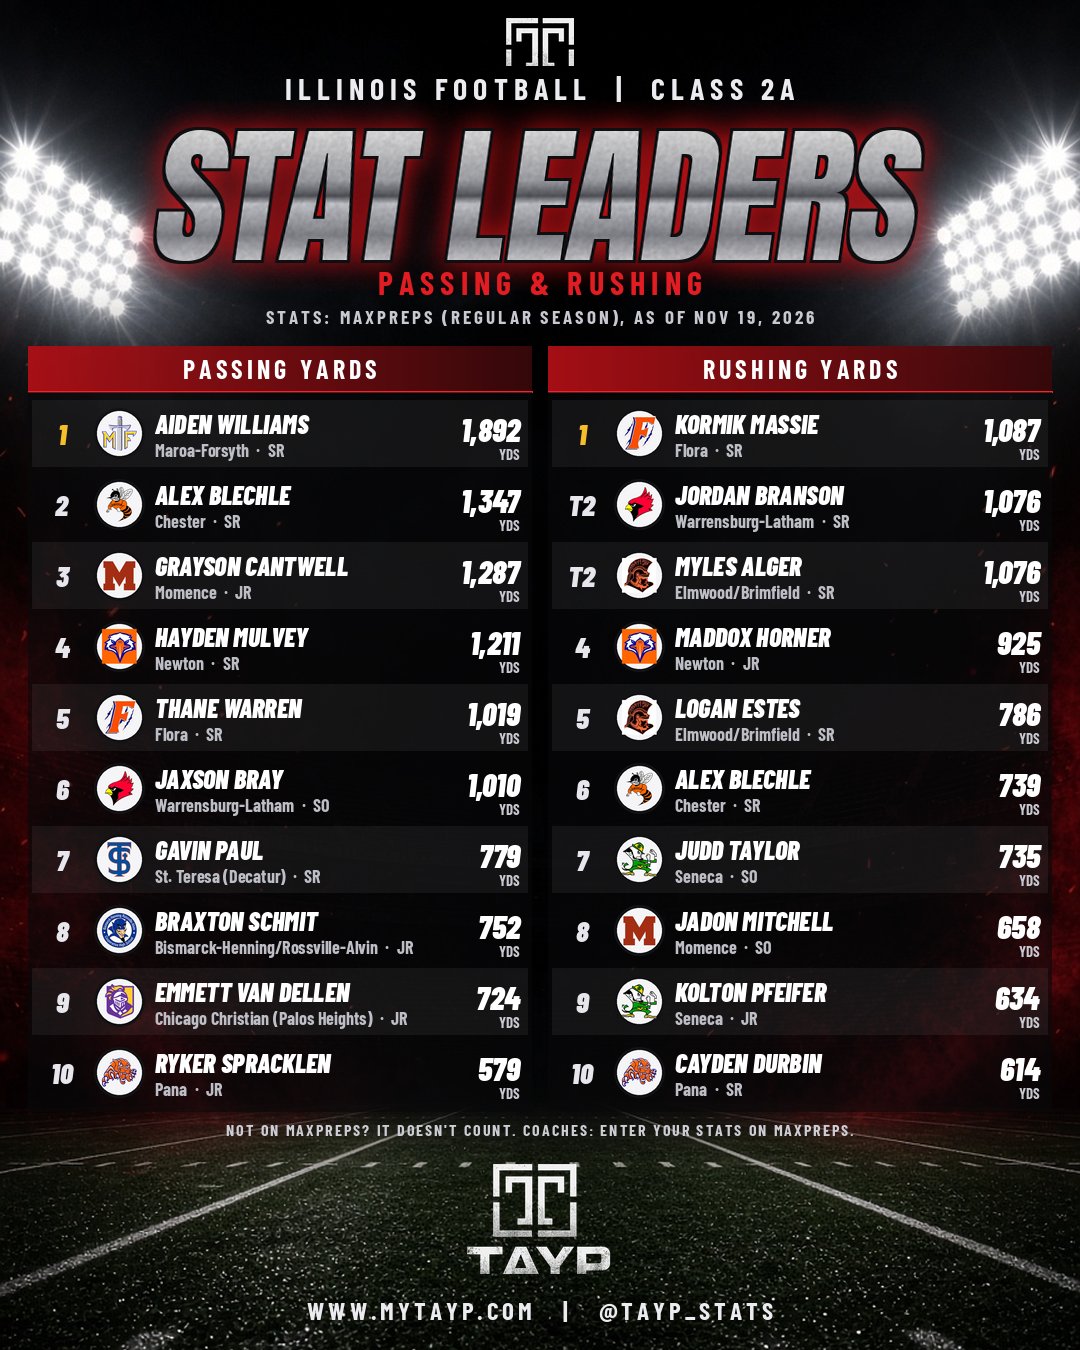 ILLINOIS FOOTBALL | CLASS 2A
STAT LEADERS
PASSING & RUSHING
STATS: MAXPREPS (REGULAR SEASON), AS OF NOV 19, 2026
PASSING YARDS
1 AIDEN WILLIAMS 1,892
Maroa-Forsyth · SR YDS
2 ALEX BLECHLE 1,347
Chester · SR YDS
3 GRAYSON CANTWELL 1,287
Momence · JR YDS
4 HAYDEN MULVEY 1,211
Newton · SR YDS
5 THANE WARREN 1,019
Flora · SR YDS
6 JAXSON BRAY 1,010
Warrensburg-Latham · SO YDS
7 GAVIN PAUL 779
St. Teresa (Decatur) · SR YDS
8 BRAXTON SCHMIT 752
Bismarck-Henning/Rossville-Alvin · JR YDS
9 EMMETT VAN DELLEN 724
Chicago Christian (Palos Heights) · JR YDS
10 RYKER SPRACKLEN 579
Pana · JR YDS
RUSHING YARDS
1 KORMIK MASSIE 1,087
Flora · SR YDS
T2 JORDAN BRANSON 1,076
Warrensburg-Latham · SR YDS
T2 MYLES ALGER 1,076
Elmwood/Brimfield · SR YDS
4 MADDOX HORNER 925
Newton · JR YDS
5 LOGAN ESTES 786
Elmwood/Brimfield · SR YDS
6 ALEX BLECHLE 739
Chester · SR YDS
7 JUDD TAYLOR 735
Seneca · SO YDS
8 JADON MITCHELL 658
Momence · SO YDS
9 KOLTON PFEIFER 634
Seneca · JR YDS
10 CAYDEN DURBIN 614
Pana · SR YDS
NOT ON MAXPREPS? IT DOESN'T COUNT. COACHES: ENTER YOUR STATS ON MAXPREPS.
TAYP
WWW.MYTAYP.COM | @TAYP_STATS